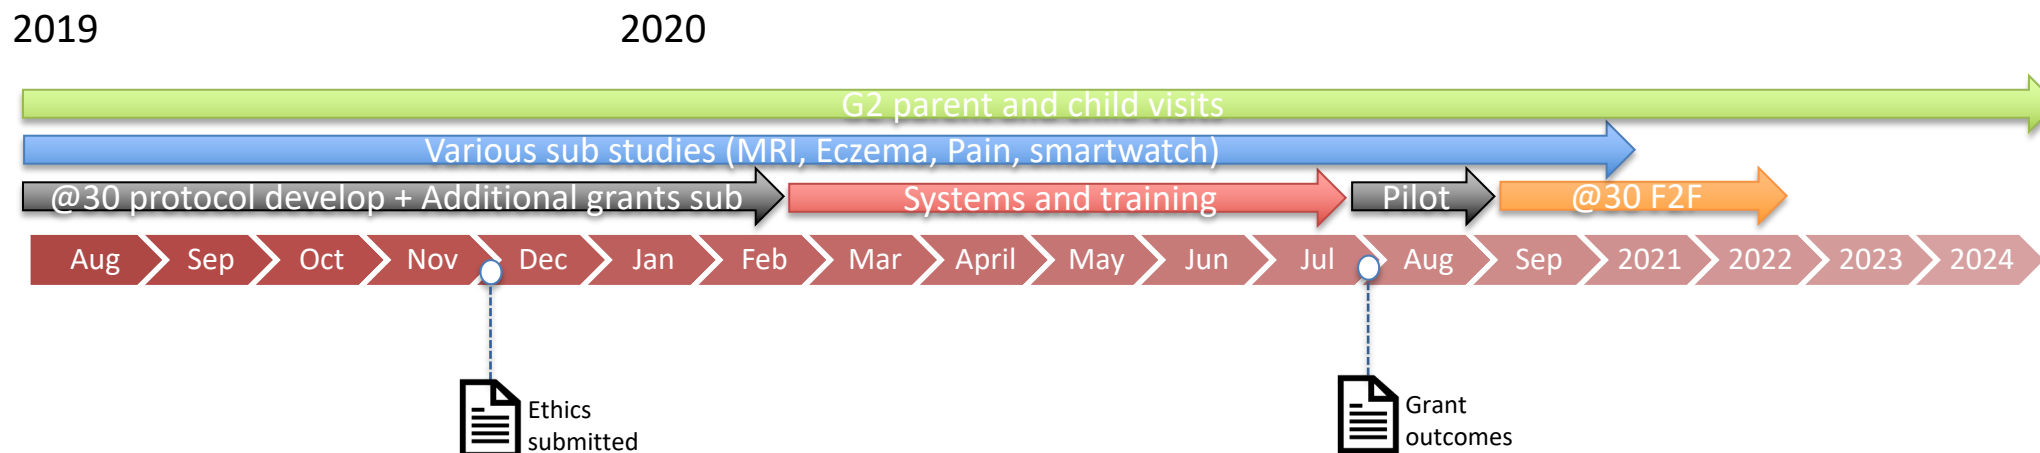 2019
2020
G2 parent and child visits
Various sub studies (MRI, Eczema, Pain, smartwatch)
@30 protocol develop + Additional grants sub
Systems and training
Pilot
@30 F2F
Aug
Sep
Oct
Nov
Dec
Jan
Feb
Mar
April
May
Jun
Jul
Aug
Sep
2021
2022
2023
2024
Ethics
submitted
Grant
outcomes